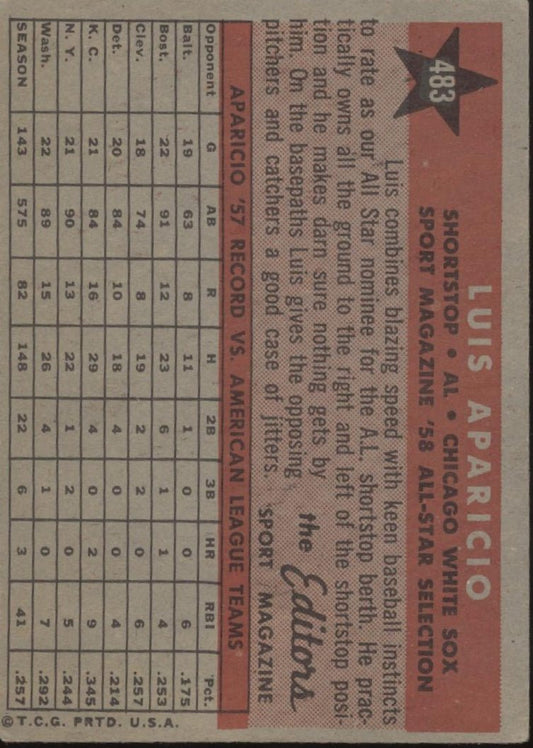 483
LUIS APARICIO
SHORTSTOP • AL • CHICAGO WHITE SOX
SPORT MAGAZINE '58 ALL-STAR SELECTION
Luis combines blazing speed with keen baseball instincts
to rate as our All Star nominee for the A.L. shortstop berth. He prac-
tically owns all the ground to the right and left of the shortstop posi-
tion and he makes darn sure nothing gets by
him. On the basepaths Luis gives the opposing
pitchers and catchers a good case of jitters.
the Editors
SPORT MAGAZINE
APARICIO '57 RECORD VS. AMERICAN LEAGUE TEAMS
Opponent G AB R H 2B 3B HR RBI Pct.
Balt. 19 63 8 11 1 0 0 6 .175
Bost. 22 91 12 23 6 1 1 4 .253
Clev. 18 74 8 19 2 2 0 6 .257
Det. 20 84 10 18 4 0 0 4 .214
K. C. 21 84 16 29 4 0 2 9 .345
N. Y. 21 90 13 22 1 2 0 5 .244
Wash. 22 89 15 26 4 1 0 7 .292
SEASON 143 575 82 148 22 6 3 41 .257
© T.C.G. PRTD. U.S.A.